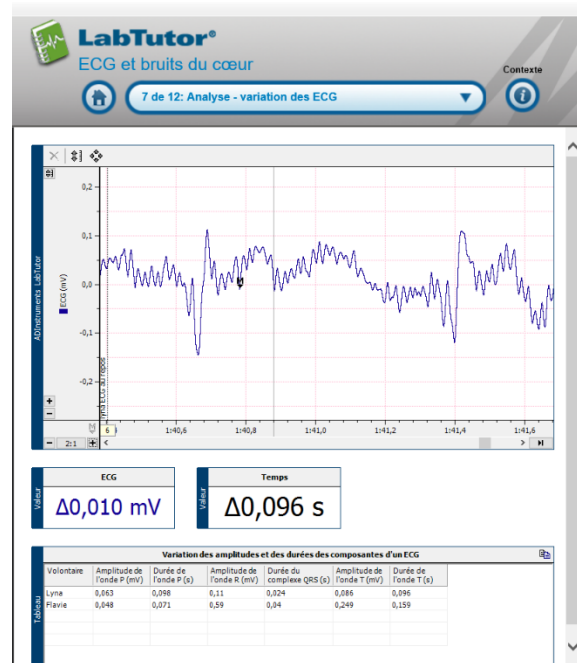 LabTutor®
ECG et bruits du cœur
Contexte
7 de 12: Analyse - variation des ECG
ADInstruments LabTutor
ECG (mV)
0,2
0,1
0,0
-0,1
-0,2
Lyna ECG au repos
6
1:40,6 1:40,8 1:41,0 1:41,2 1:41,4 1:41,6
2:1
Valeur
ECG
Δ0,010 mV
Valeur
Temps
Δ0,096 s
Tableau
Variation des amplitudes et des durées des composantes d'un ECG
Volontaire Amplitude de l'onde P (mV) Durée de l'onde P (s) Amplitude de l'onde R (mV) Durée du complexe QRS (s) Amplitude de l'onde T (mV) Durée de l'onde T (s)
Lyna 0,063 0,098 0,11 0,024 0,086 0,096
Flavie 0,048 0,071 0,59 0,04 0,249 0,159